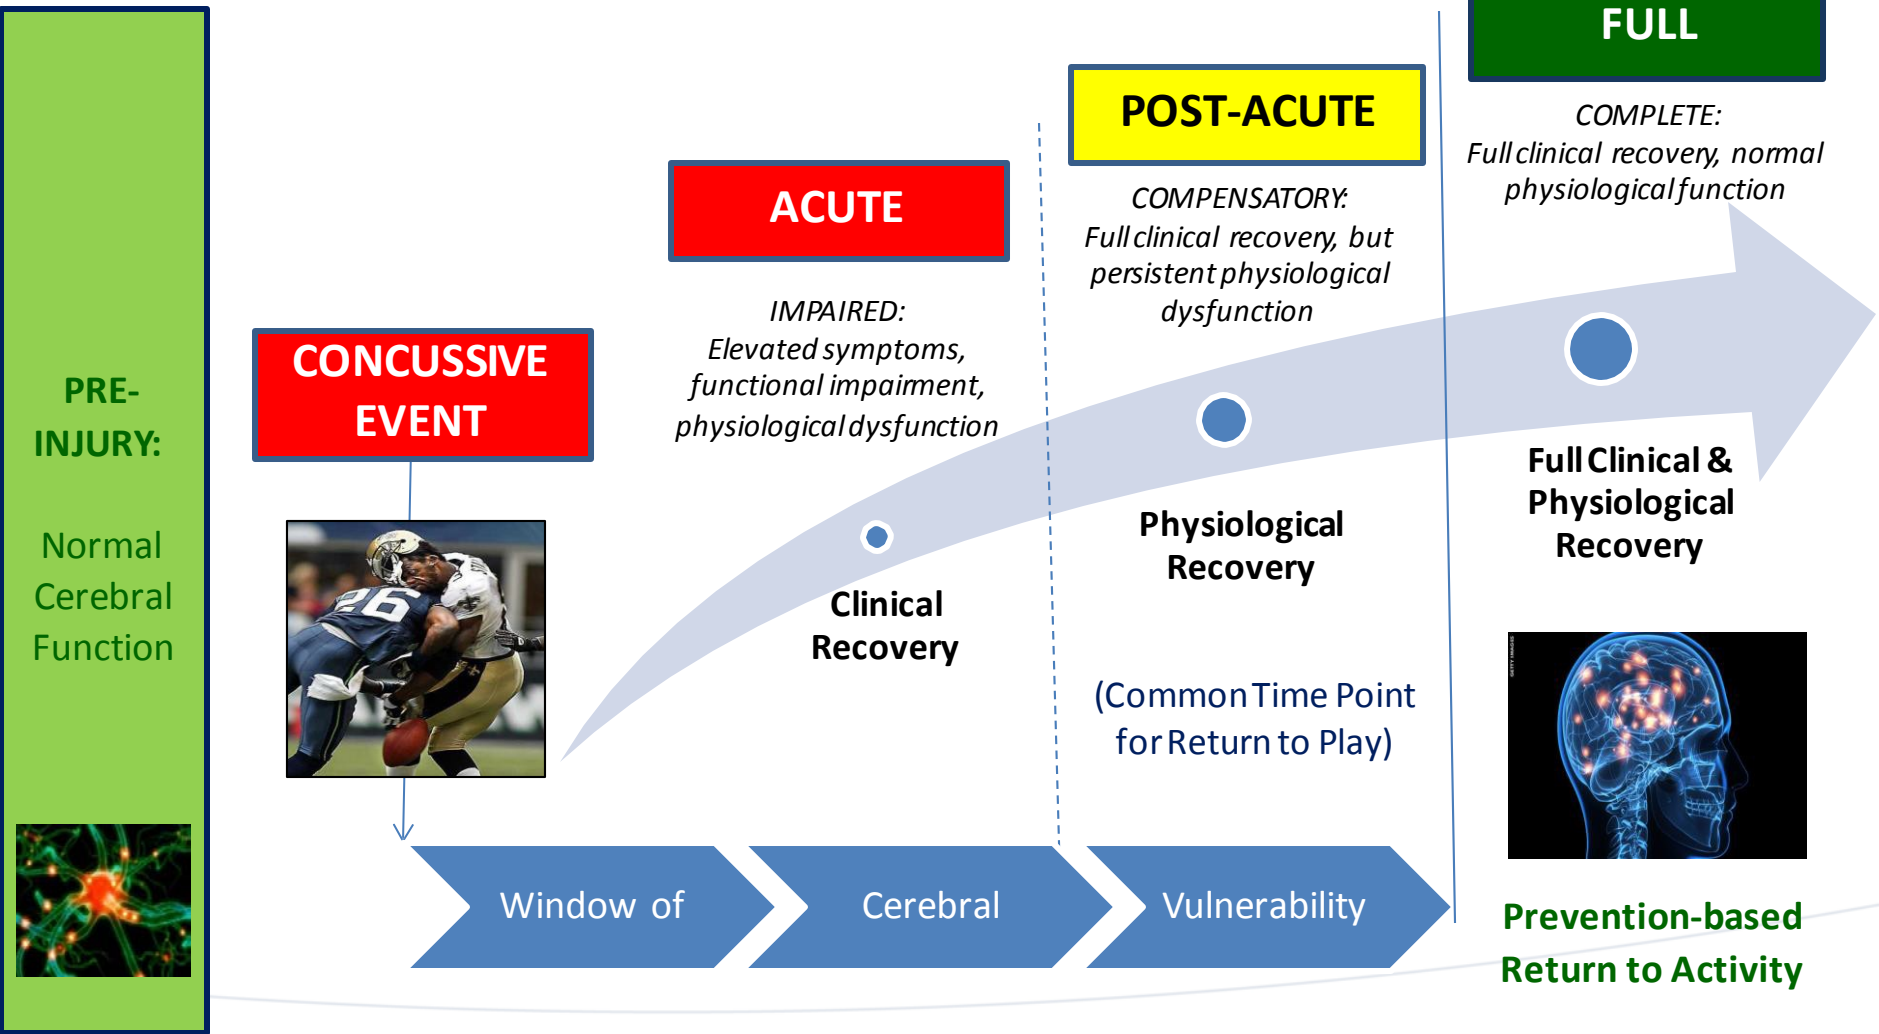 PRE-
INJURY:
Normal
Cerebral
Function
CONCUSSIVE
EVENT
26
ACUTE
IMPAIRED:
Elevated symptoms,
functional impairment,
physiological dysfunction
Clinical
Recovery
POST-ACUTE
COMPENSATORY:
Full clinical recovery, but
persistent physiological
dysfunction
Physiological
Recovery
(Common Time Point
for Return to Play)
FULL
COMPLETE:
Full clinical recovery, normal
physiological function
Full Clinical &
Physiological
Recovery
GETTY IMAGES
Prevention-based
Return to Activity
Window of
Cerebral
Vulnerability